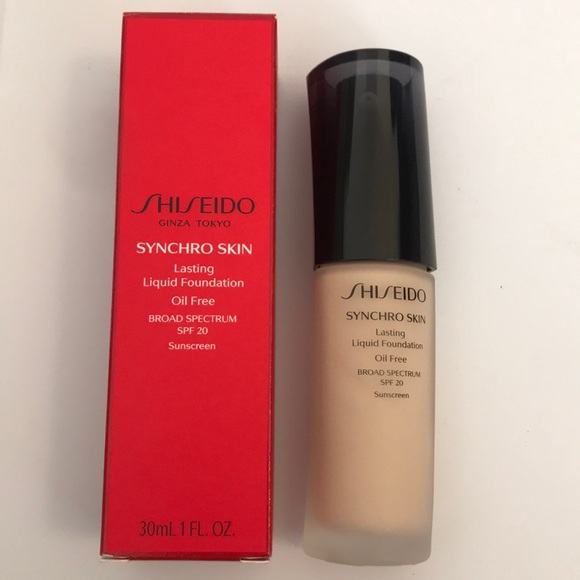 SHISEIDO
GINZA TOKYO
SYNCHRO SKIN
Lasting
Liquid Foundation
Oil Free
BROAD SPECTRUM
SPF 20
Sunscreen
30mL 1 FL. OZ.
SHISEIDO
SYNCHRO SKIN
Lasting
Liquid Foundation
Oil Free
BROAD SPECTRUM
SPF 20
Sunscreen